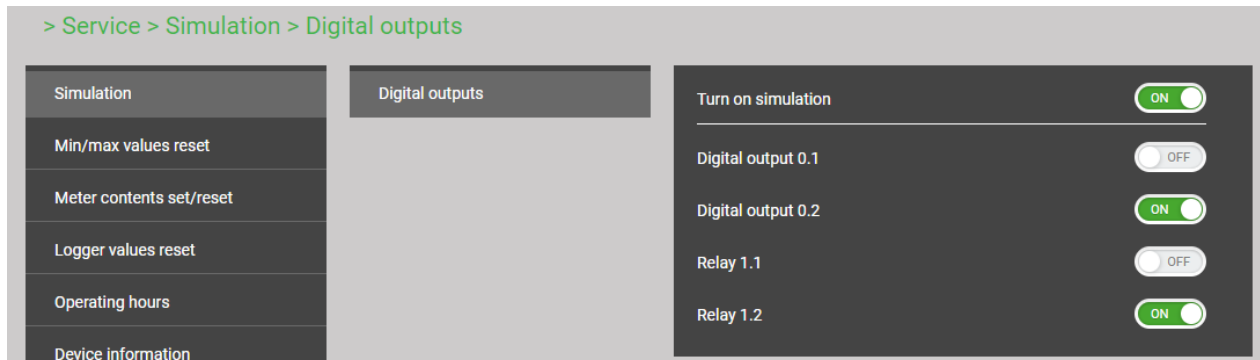 > Service > Simulation > Digital outputs
Simulation
Min/max values reset
Meter contents set/reset
Logger values reset
Operating hours
Device information
Digital outputs
Turn on simulation ON
Digital output 0.1 OFF
Digital output 0.2 ON
Relay 1.1 OFF
Relay 1.2 ON